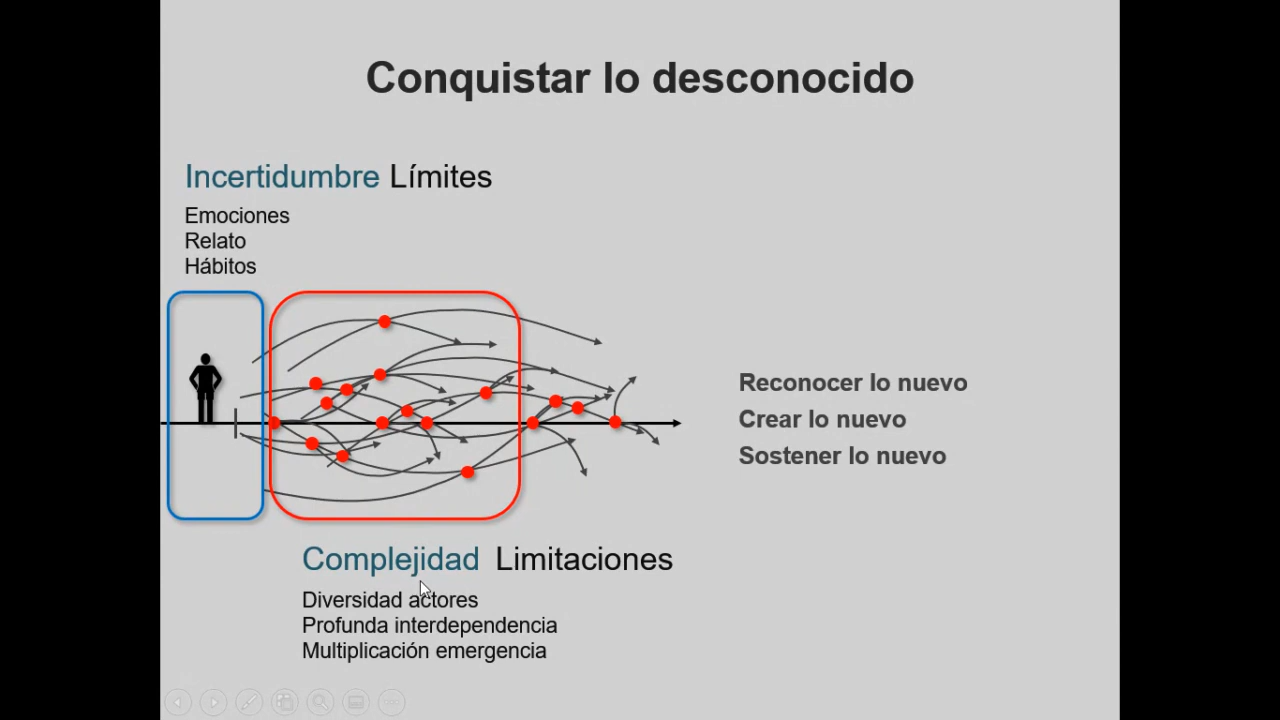 Conquistar lo desconocido
Incertidumbre Límites
Emociones
Relato
Hábitos
Reconocer lo nuevo
Crear lo nuevo
Sostener lo nuevo
Complejidad Limitaciones
Diversidad actores
Profunda interdependencia
Multiplicación emergencia